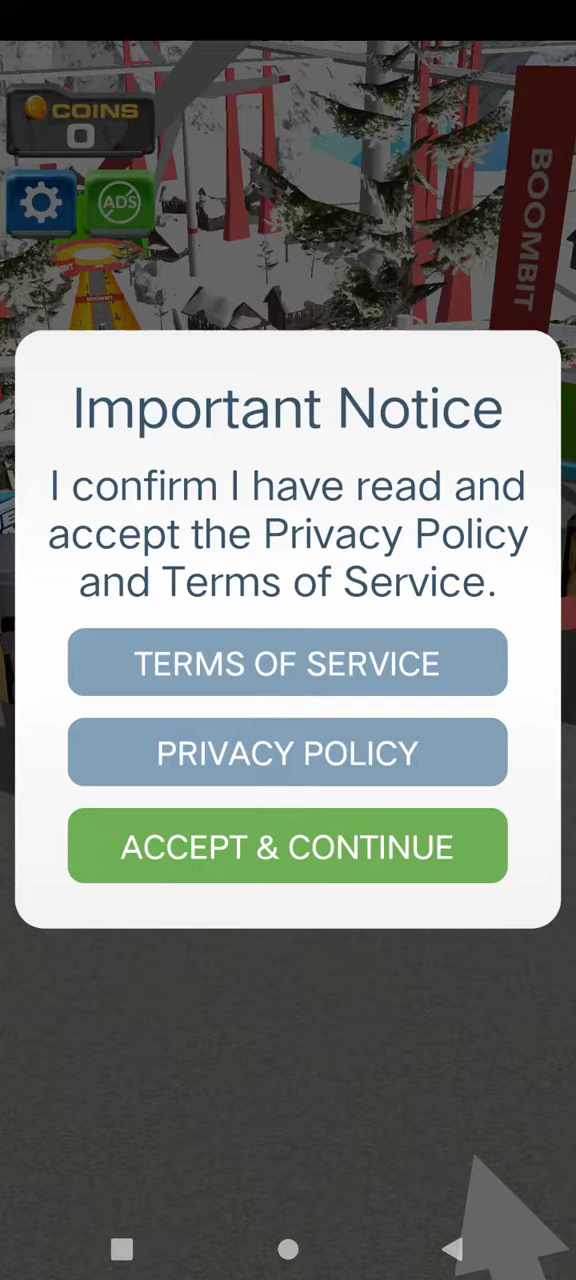 COINS
0
ADS
BOOMBIT
BOOMBIT
Important Notice
I confirm I have read and
accept the Privacy Policy
and Terms of Service.
TERMS OF SERVICE
PRIVACY POLICY
ACCEPT & CONTINUE